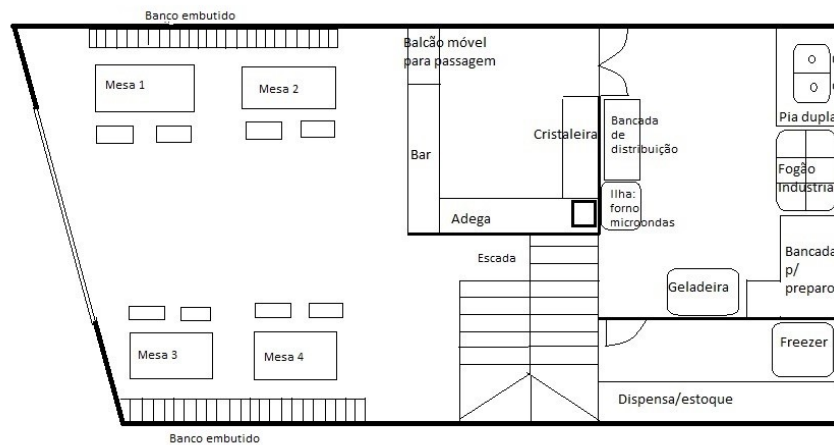 Banco embutido
Balcão móvel
para passagem
Mesa 1
Mesa 2
Bar
Cristaleira
Bancada
de
distribuição
Pia dupla
Fogão
Industrial
Ilha:
forno
microondas
Adega
Escada
Bancada
p/
preparo
Geladeira
Mesa 3
Mesa 4
Freezer
Dispensa/estoque
Banco embutido